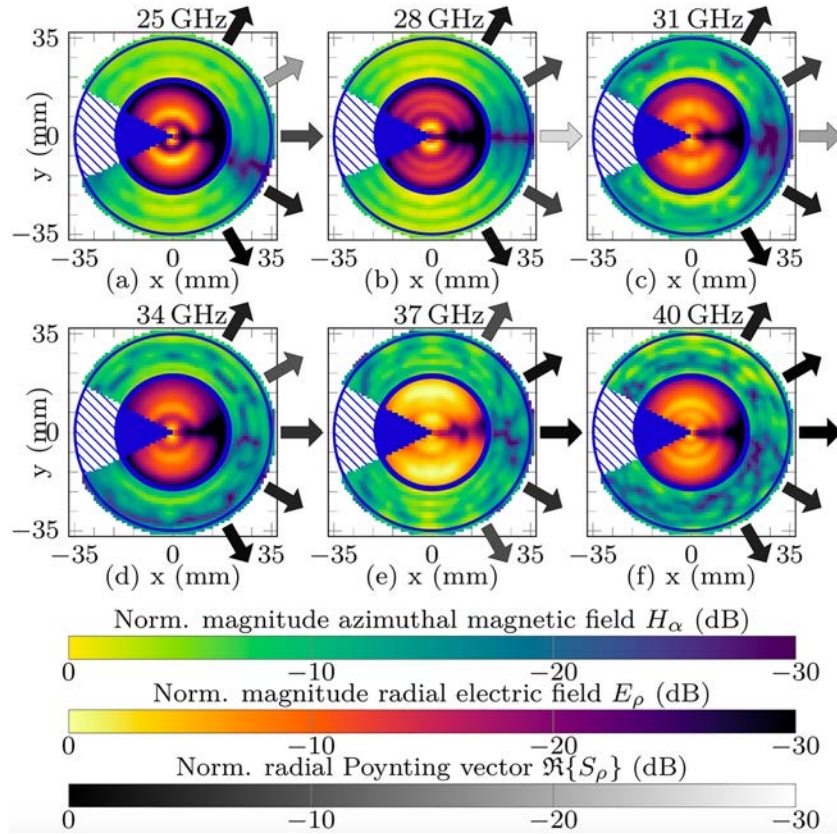 25 GHz 28 GHz 31 GHz
35
0
−35
y (mm)
−35 0 35 −35 0 35 −35 0 35
(a) x (mm) (b) x (mm) (c) x (mm)
34 GHz 37 GHz 40 GHz
35
0
−35
y (mm)
−35 0 35 −35 0 35 −35 0 35
(d) x (mm) (e) x (mm) (f) x (mm)
Norm. magnitude azimuthal magnetic field Hα (dB)
0 −10 −20 −30
Norm. magnitude radial electric field Eρ (dB)
0 −10 −20 −30
Norm. radial Poynting vector ℜ{Sρ} (dB)
0 −10 −20 −30